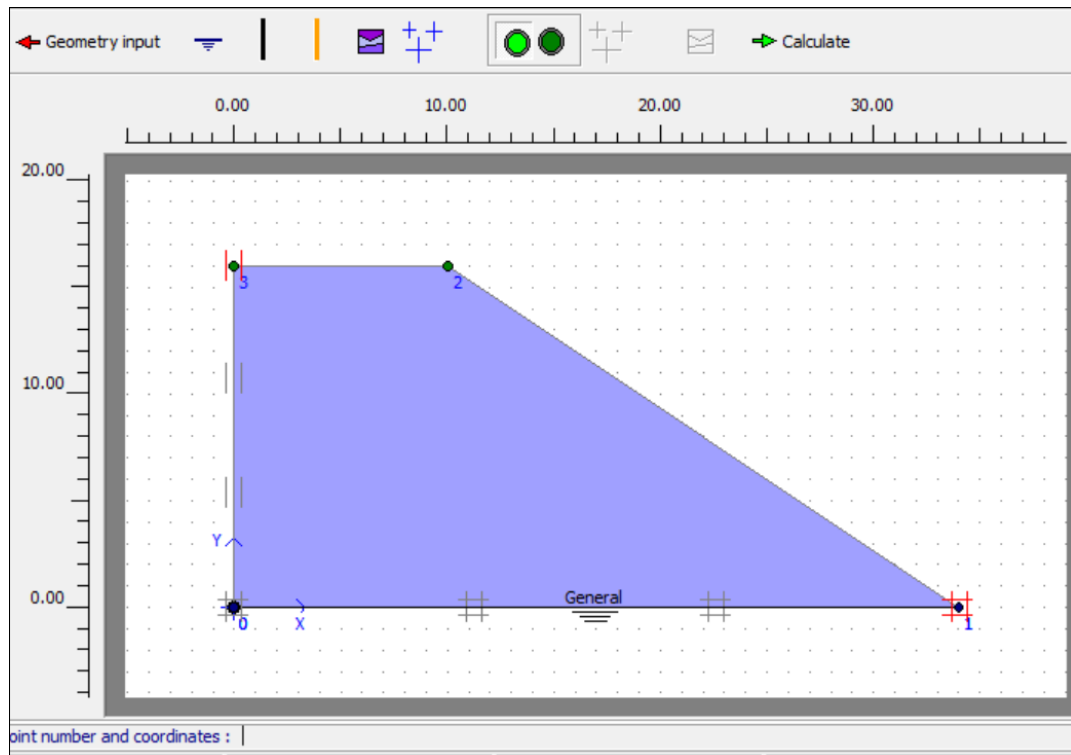 Geometry input Calculate
0.00 10.00 20.00 30.00
20.00
3 2
10.00
Y
0.00 General
0 X 1
oint number and coordinates :